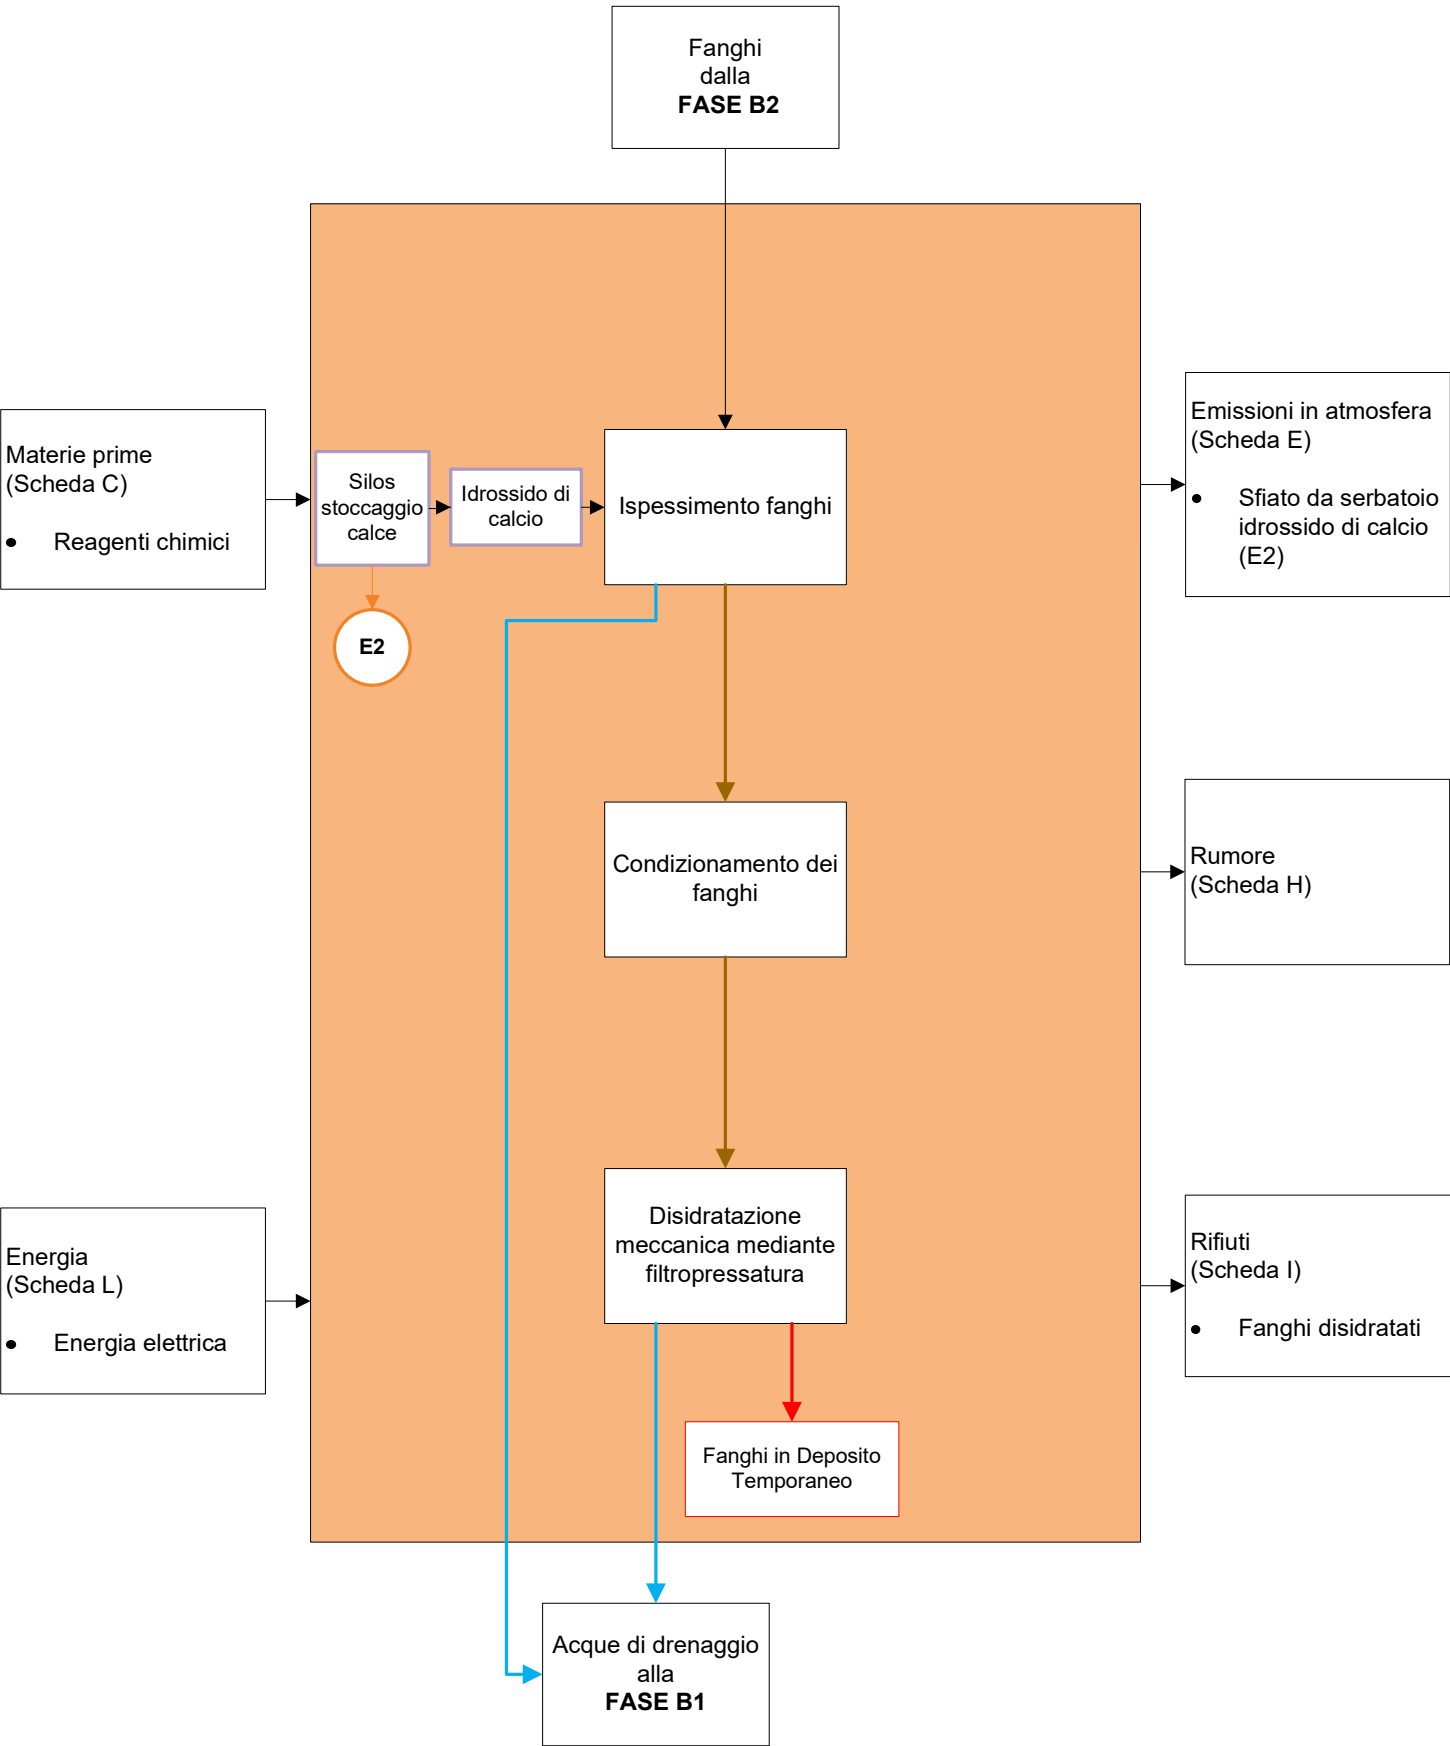 Fanghi
dalla
FASE B2
Materie prime
(Scheda C)
• Reagenti chimici
Silos
stoccaggio
calce
Idrossido di
calcio
Ispessimento fanghi
E2
Emissioni in atmosfera
(Scheda E)
• Sfiato da serbatoio
idrossido di calcio
(E2)
Condizionamento dei
fanghi
Rumore
(Scheda H)
Energia
(Scheda L)
• Energia elettrica
Disidratazione
meccanica mediante
filtropressatura
Rifiuti
(Scheda I)
• Fanghi disidratati
Fanghi in Deposito
Temporaneo
Acque di drenaggio
alla
FASE B1